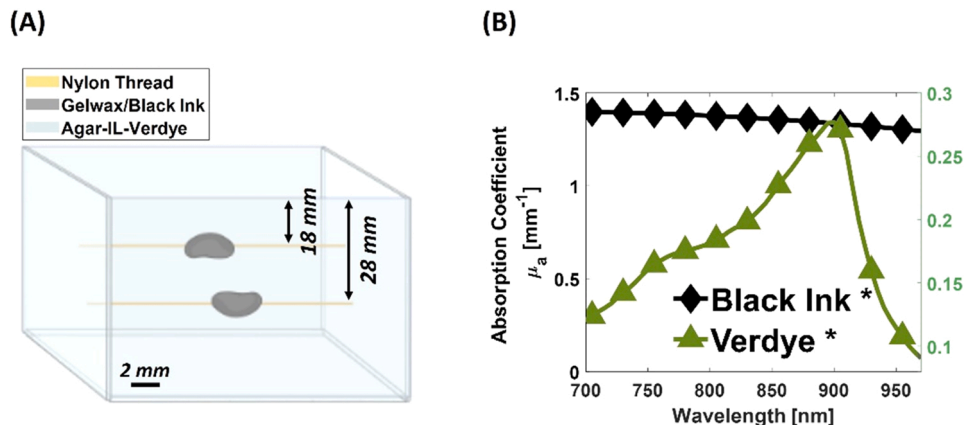 (A)
Nylon Thread
Gelwax/Black Ink
Agar-IL-Verdye
18 mm
28 mm
2 mm
(B)
Absorption Coefficient
μa [mm-1]
1.5
1
0.5
0
0.3
0.25
0.2
0.15
0.1
Black Ink *
Verdye *
700 750 800 850 900 950
Wavelength [nm]